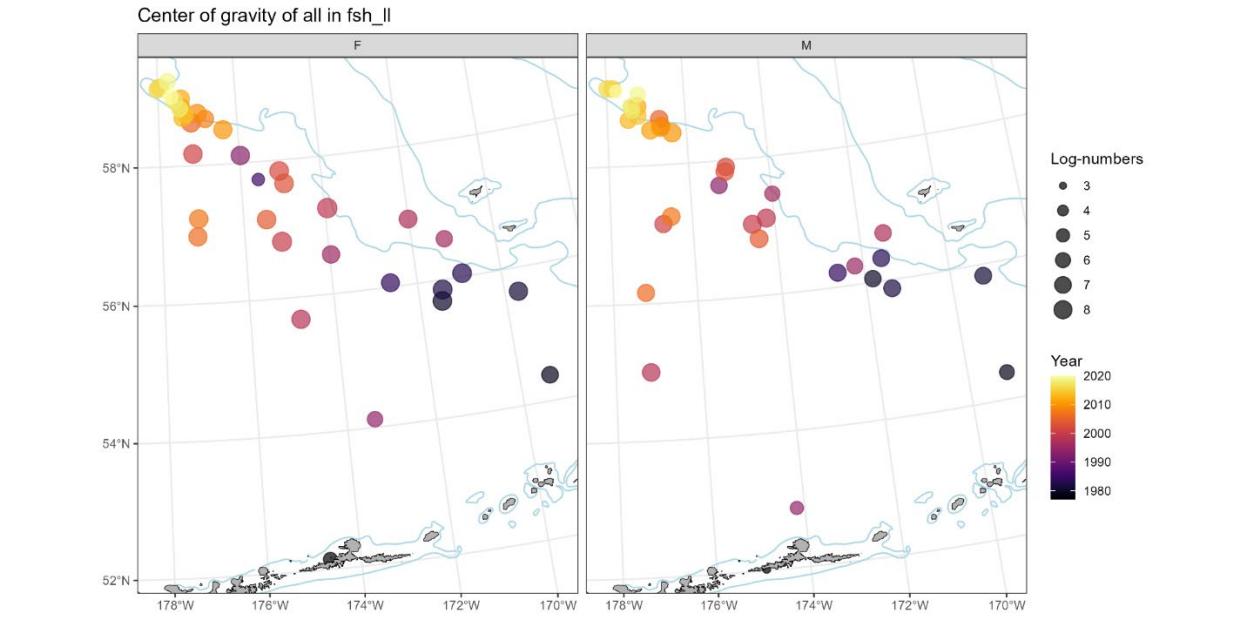 Center of gravity of all in fsh_ll
F
M
58°N
56°N
54°N
52°N
178°W
176°W
174°W
172°W
170°W
178°W
176°W
174°W
172°W
170°W
Log-numbers
3
4
5
6
7
8
Year
2020
2010
2000
1990
1980